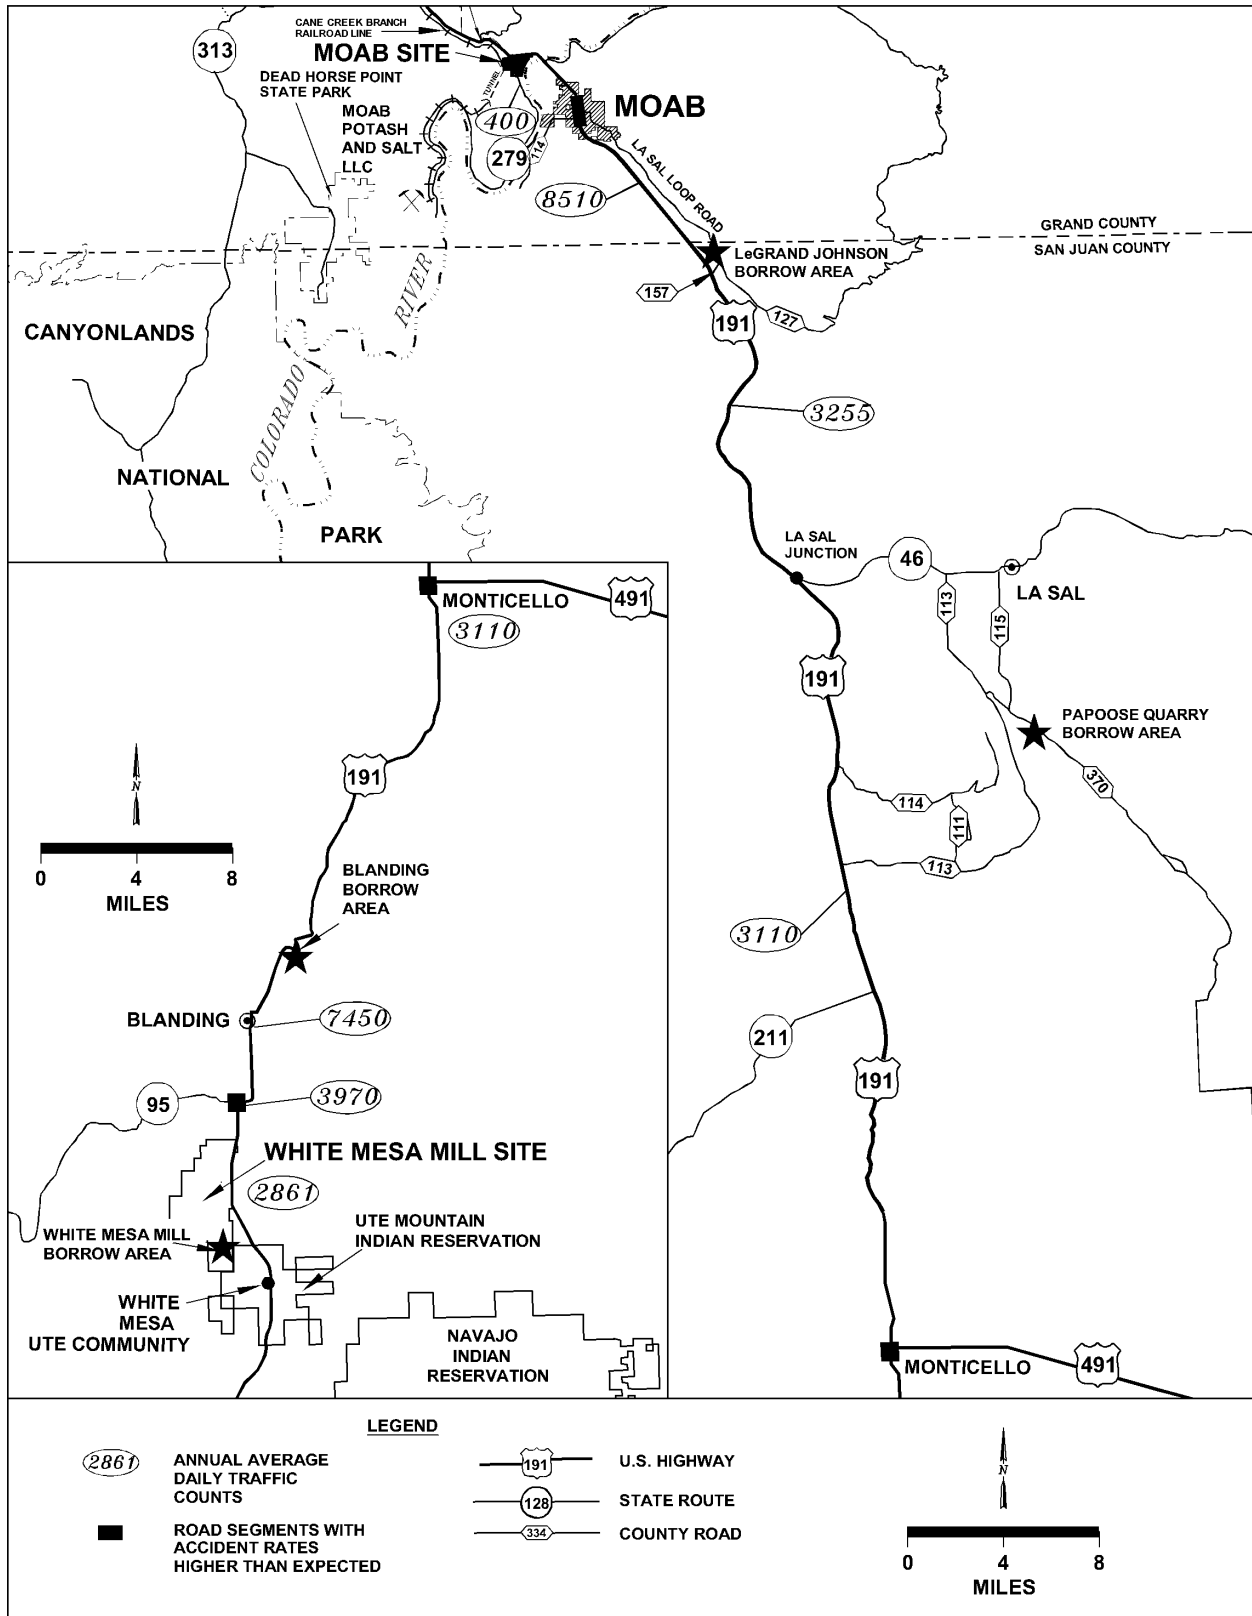 CANE CREEK BRANCH
RAILROAD LINE
313
MOAB SITE
DEAD HORSE POINT
STATE PARK
TUNNEL
MOAB
POTASH
AND SALT
LLC
400
MOAB
279
114
LA SAL LOOP ROAD
8510
GRAND COUNTY
SAN JUAN COUNTY
LeGRAND JOHNSON
BORROW AREA
157
127
191
RIVER
COLORADO
CANYONLANDS
NATIONAL
PARK
3255
LA SAL
JUNCTION
46
LA SAL
113
115
191
PAPOOSE QUARRY
BORROW AREA
370
114
111
113
3110
211
191
MONTICELLO
491
MONTICELLO
491
3110
191
N
0 4 8
MILES
BLANDING
BORROW
AREA
BLANDING
7450
95
3970
WHITE MESA MILL SITE
2861
WHITE MESA MILL
BORROW AREA
UTE MOUNTAIN
INDIAN RESERVATION
WHITE
MESA
UTE COMMUNITY
NAVAJO
INDIAN
RESERVATION
LEGEND
2861
ANNUAL AVERAGE
DAILY TRAFFIC
COUNTS
ROAD SEGMENTS WITH
ACCIDENT RATES
HIGHER THAN EXPECTED
191
U.S. HIGHWAY
128
STATE ROUTE
334
COUNTY ROAD
N
0 4 8
MILES